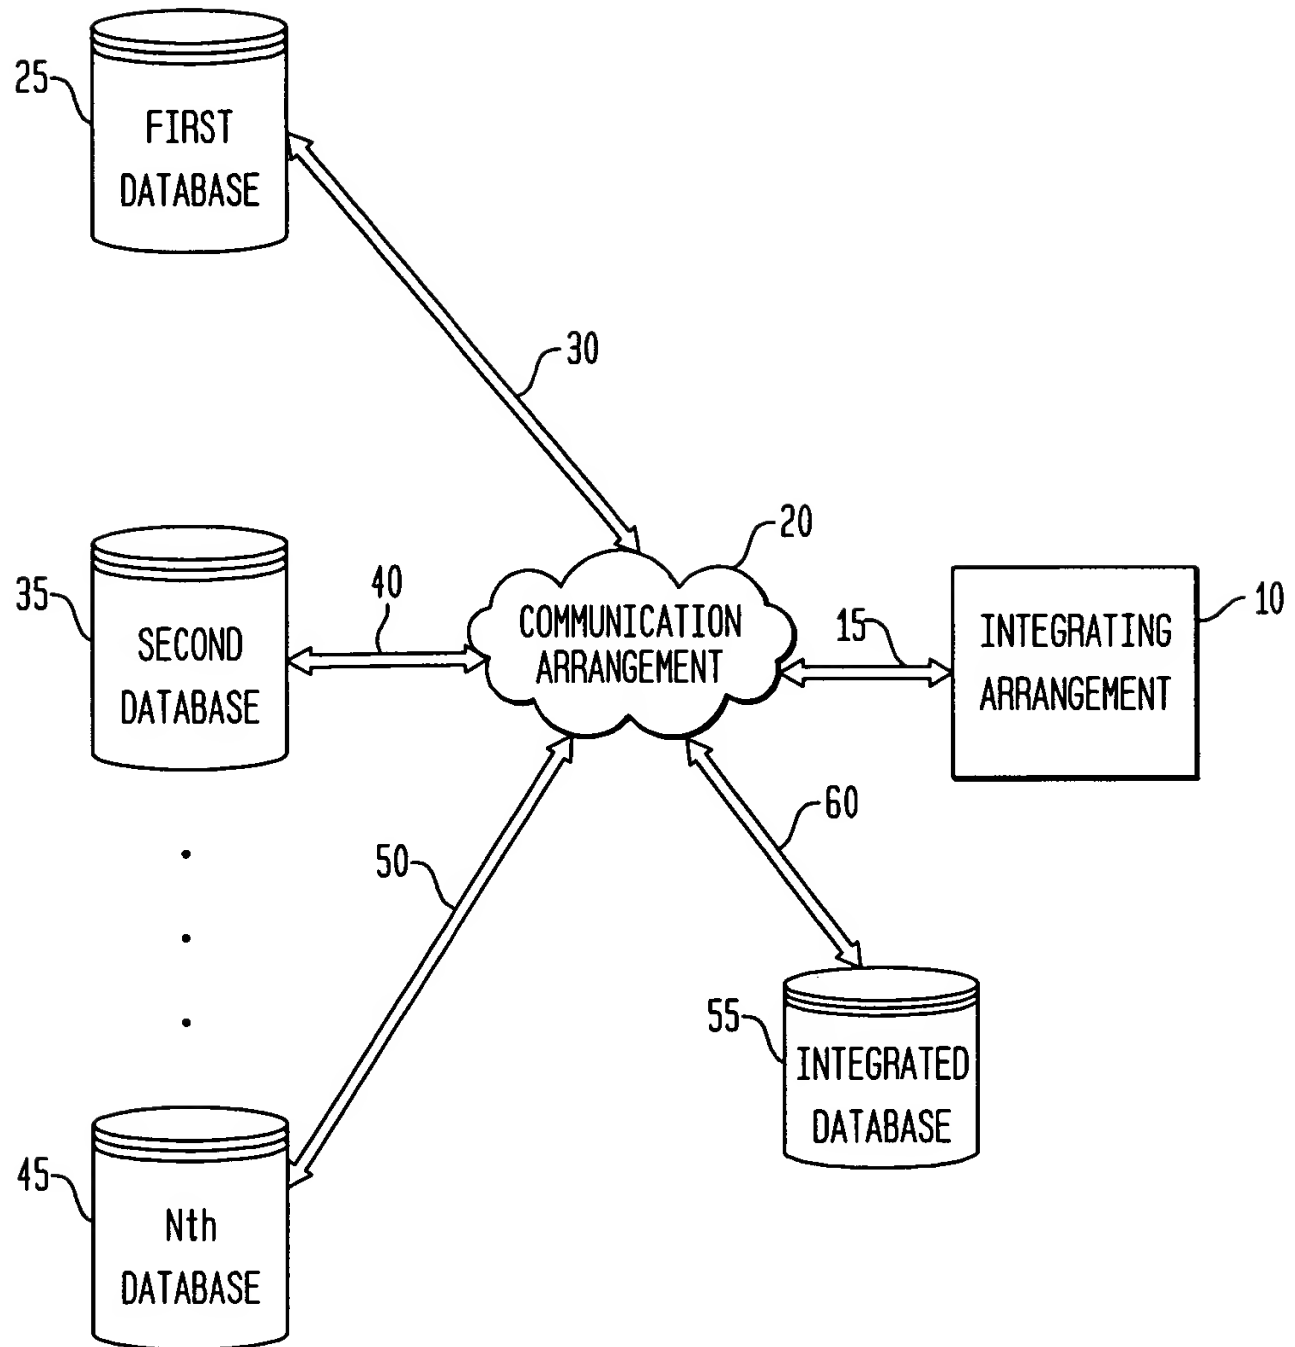 25
FIRST
DATABASE
30
20
35
SECOND
DATABASE
40
COMMUNICATION
ARRANGEMENT
15
INTEGRATING
ARRANGEMENT
10
50
60
55
INTEGRATED
DATABASE
45
Nth
DATABASE